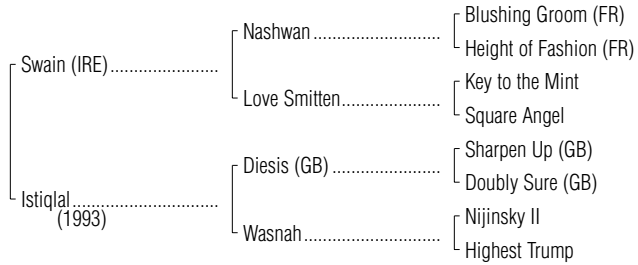 Blushing Groom (FR)
Nashwan
Height of Fashion (FR)
Swain (IRE)
Key to the Mint
Love Smitten
Square Angel
Sharpen Up (GB)
Diesis (GB)
Doubly Sure (GB)
Istiqlal
(1993)
Nijinsky II
Wasnah
Highest Trump